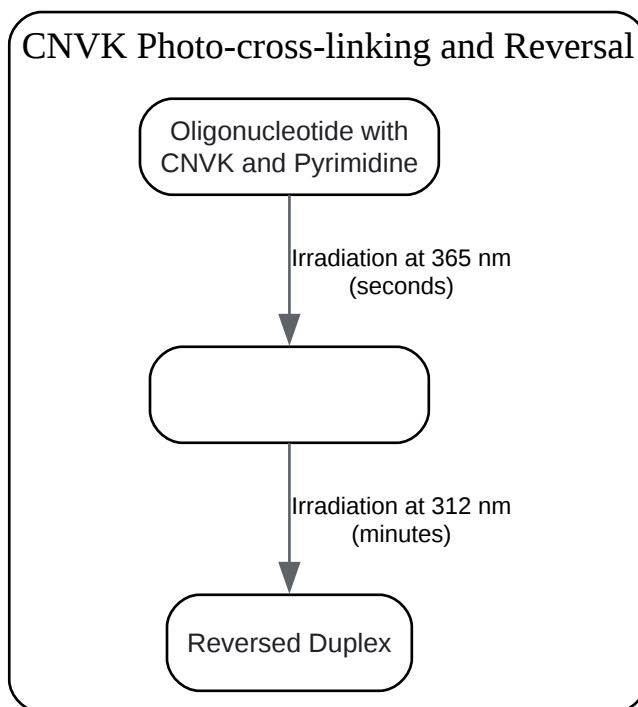 CNVK Photo-cross-linking and Reversal
Oligonucleotide with
CNVK and Pyrimidine
Irradiation at 365 nm
(seconds)
Irradiation at 312 nm
(minutes)
Reversed Duplex